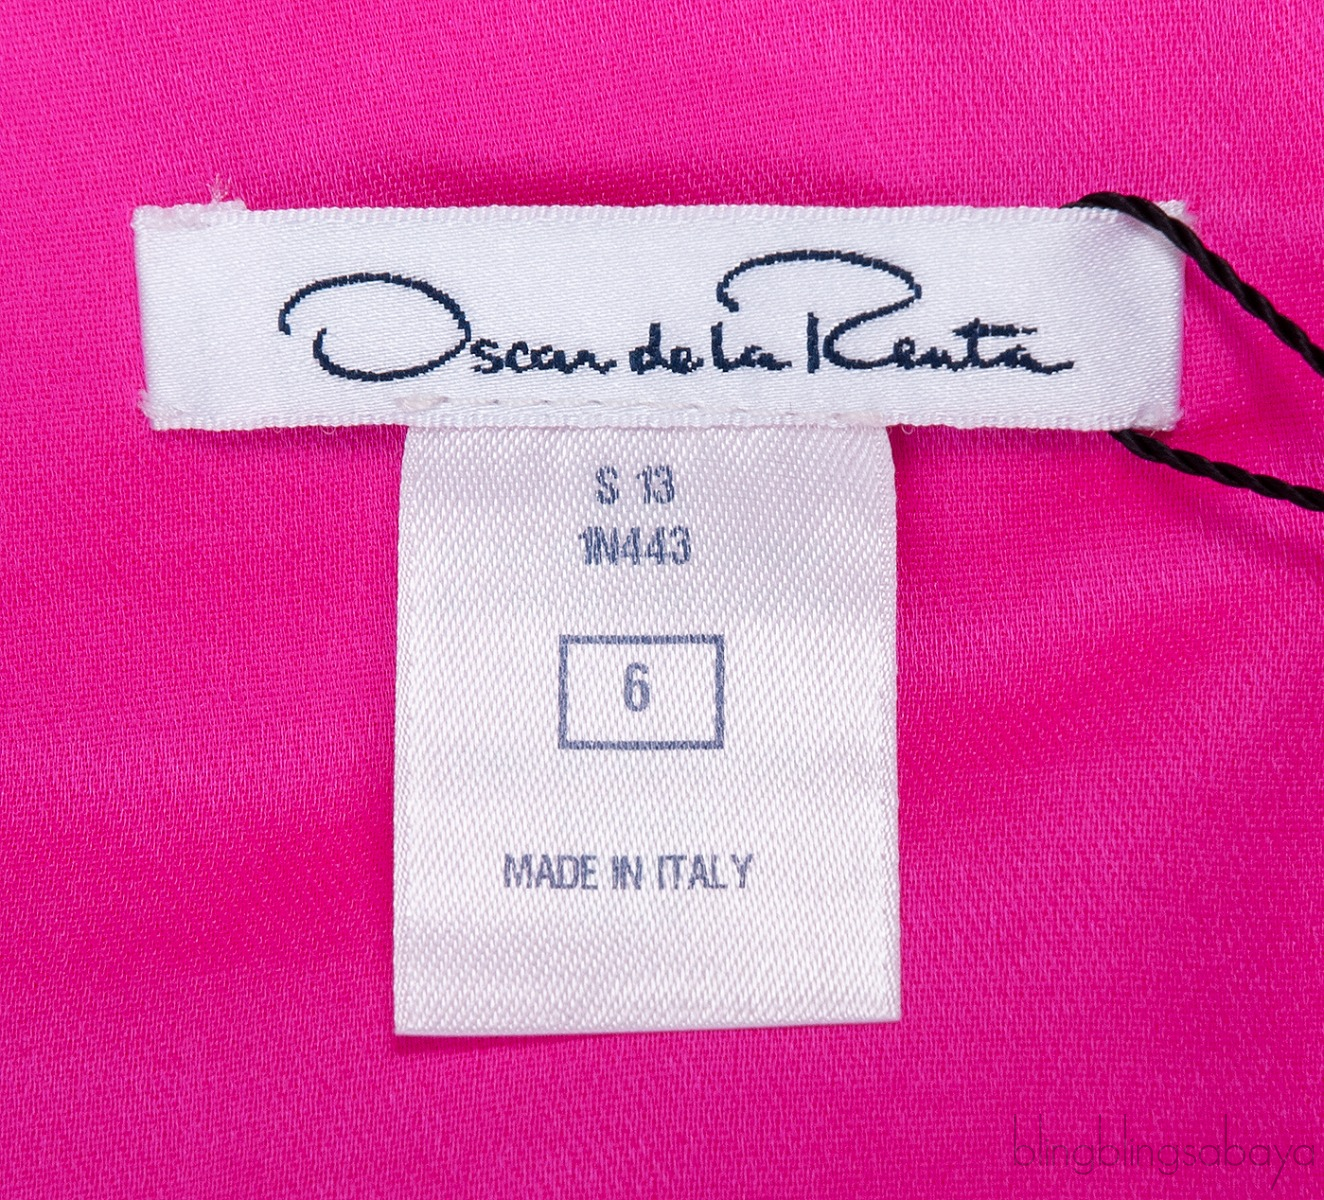 Oscar de la Renta
S 13
1N443
6
MADE IN ITALY
blingblingsabaya